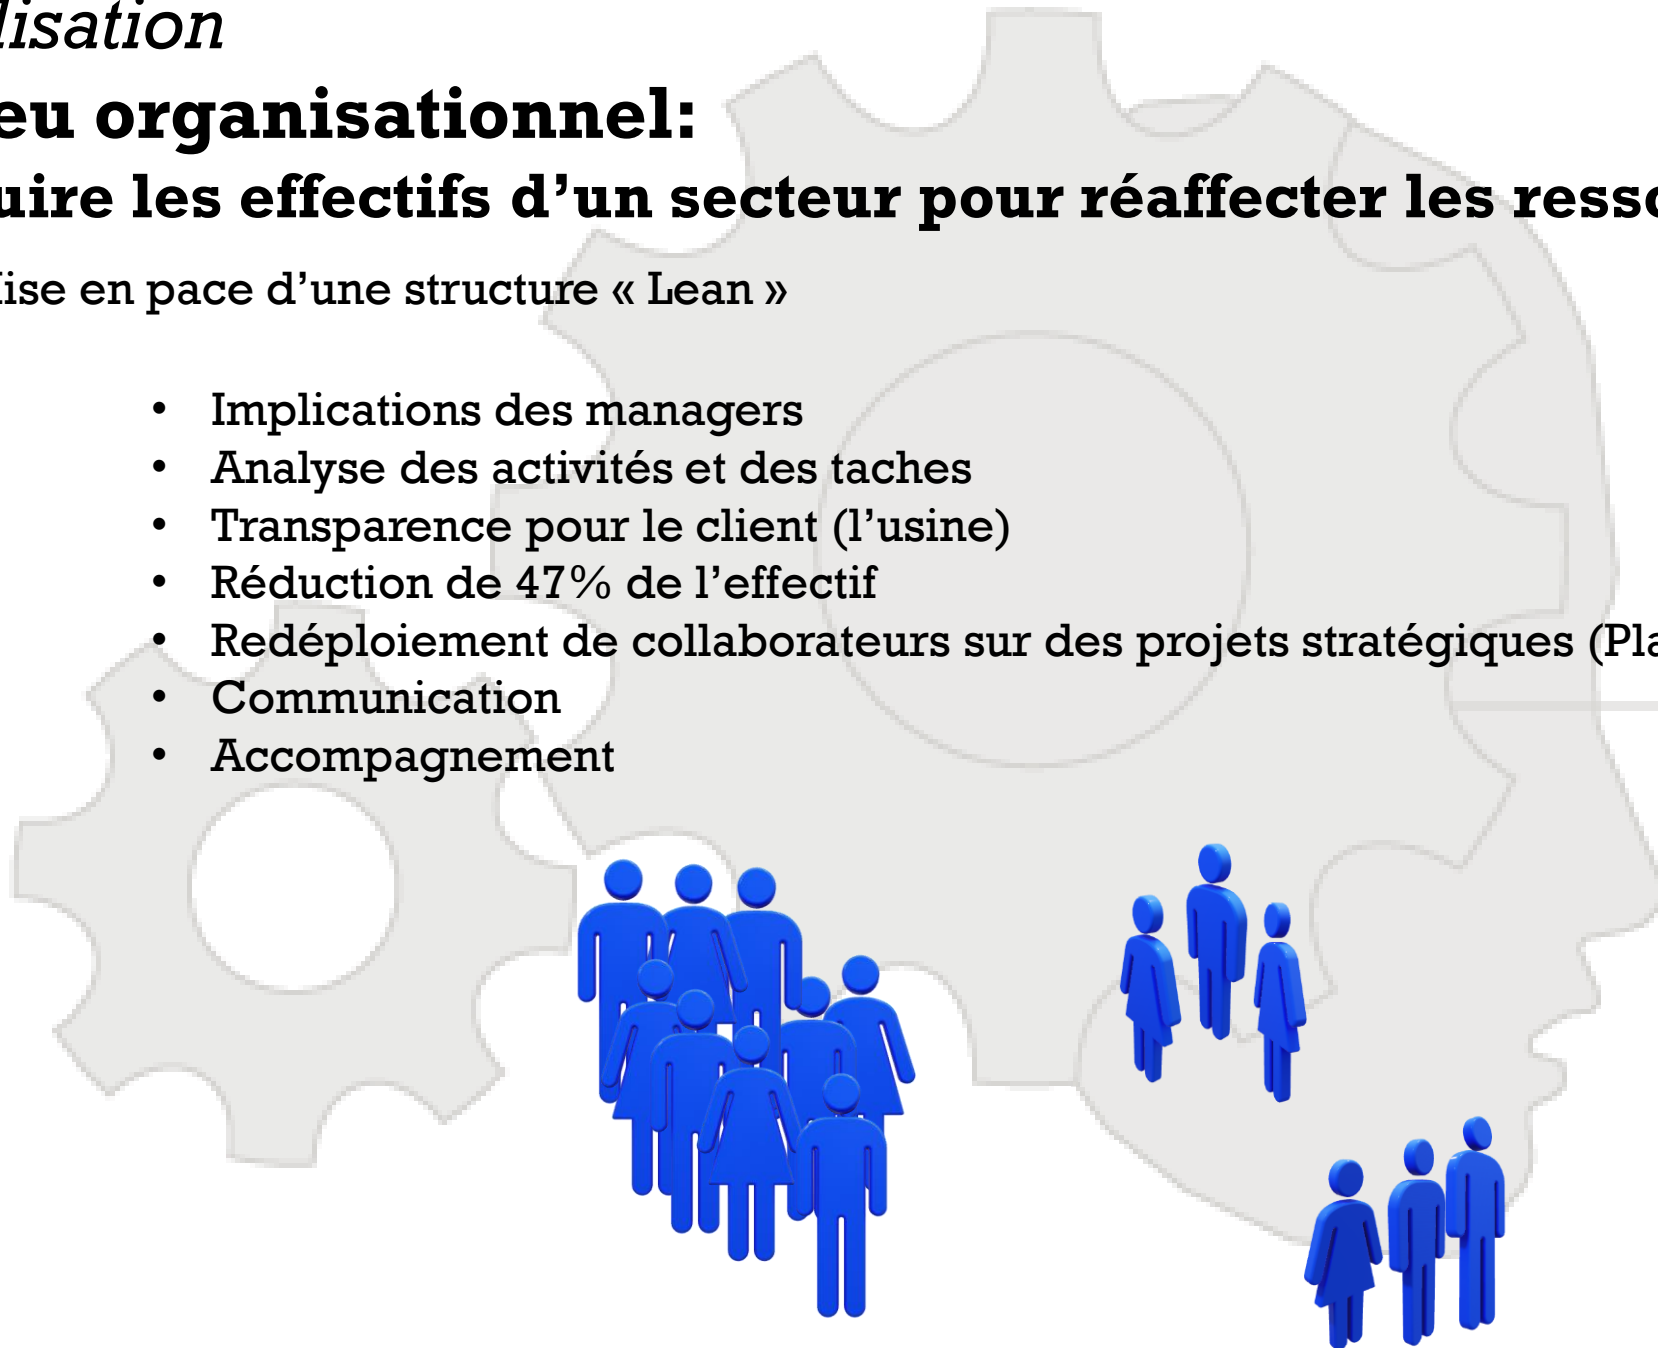 lisation
eu organisationnel:
uire les effectifs d’un secteur pour réaffecter les resso
ise en pace d’une structure « Lean »
• Implications des managers
• Analyse des activités et des taches
• Transparence pour le client (l’usine)
• Réduction de 47% de l’effectif
• Redéploiement de collaborateurs sur des projets stratégiques (Pla
• Communication
• Accompagnement